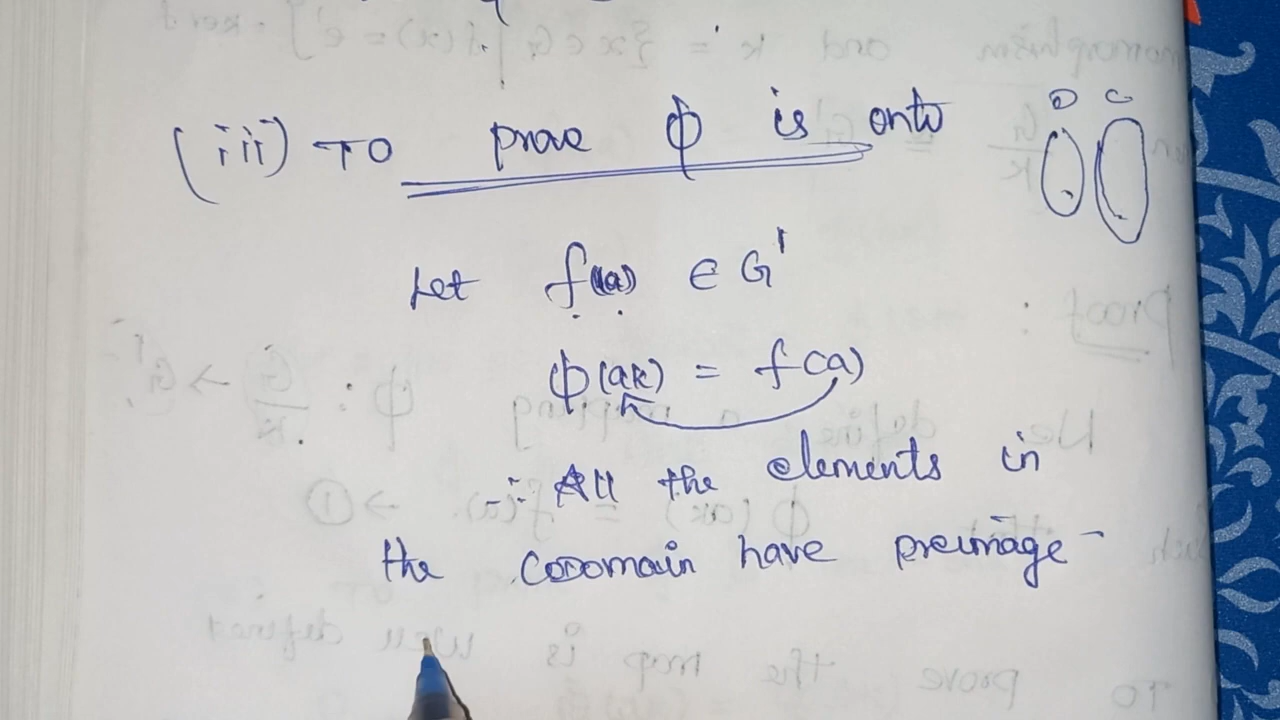 (iii) TO prove ϕ is onto
D C
Let f(a) ∈ G'
ϕ(ak) = f(a)
∴ All the elements in
the codomain have preimage